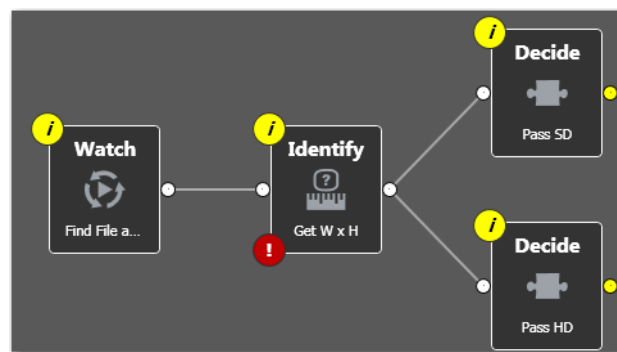 i
Watch
Find File a...
i
Identify
?
Get W x H
!
i
Decide
Pass SD
i
Decide
Pass HD